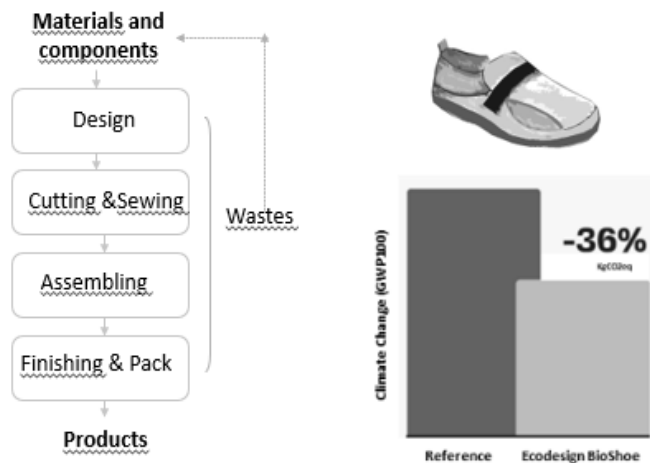 Materials and
components
Design
Cutting &Sewing
Wastes
Assembling
Finishing & Pack
Products
Climate Change (GWP100)
-36%
KgCO2eq
Reference
Ecodesign BioShoe